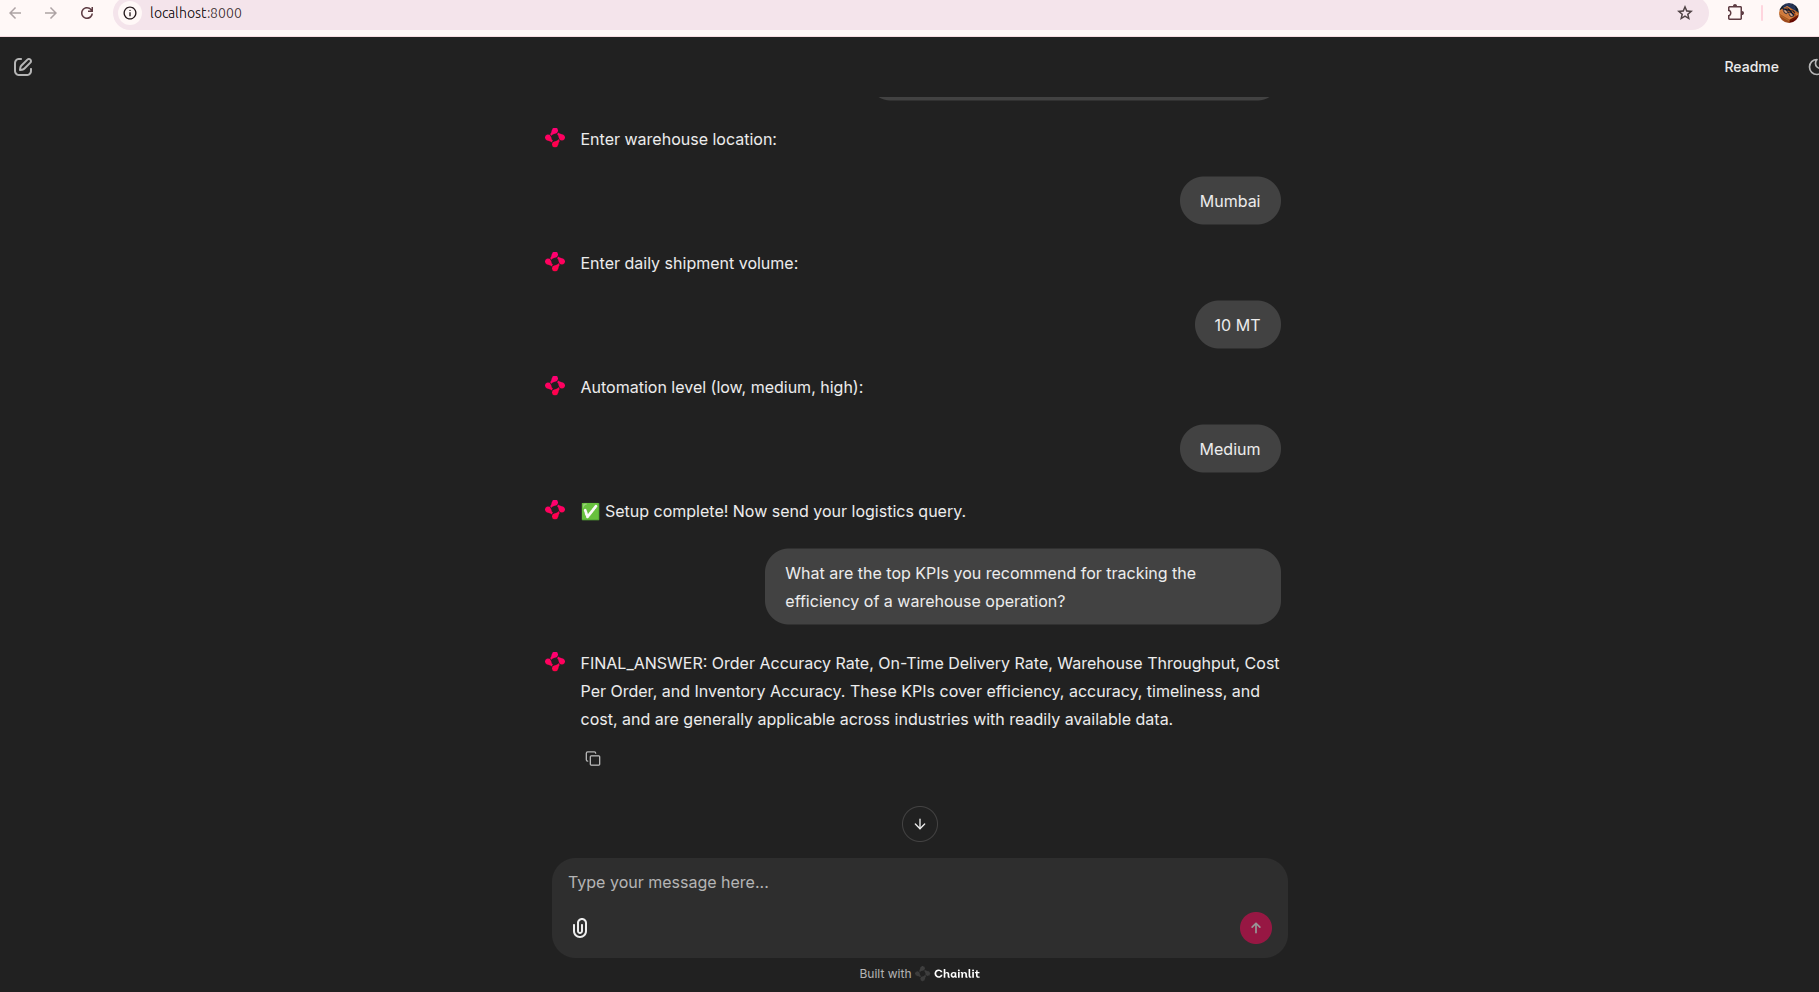 localhost:8000
Readme
Enter warehouse location:
Mumbai
Enter daily shipment volume:
10 MT
Automation level (low, medium, high):
Medium
✅ Setup complete! Now send your logistics query.
What are the top KPIs you recommend for tracking the
efficiency of a warehouse operation?
FINAL_ANSWER: Order Accuracy Rate, On-Time Delivery Rate, Warehouse Throughput, Cost
Per Order, and Inventory Accuracy. These KPIs cover efficiency, accuracy, timeliness, and
cost, and are generally applicable across industries with readily available data.
Type your message here...
Built with Chainlit